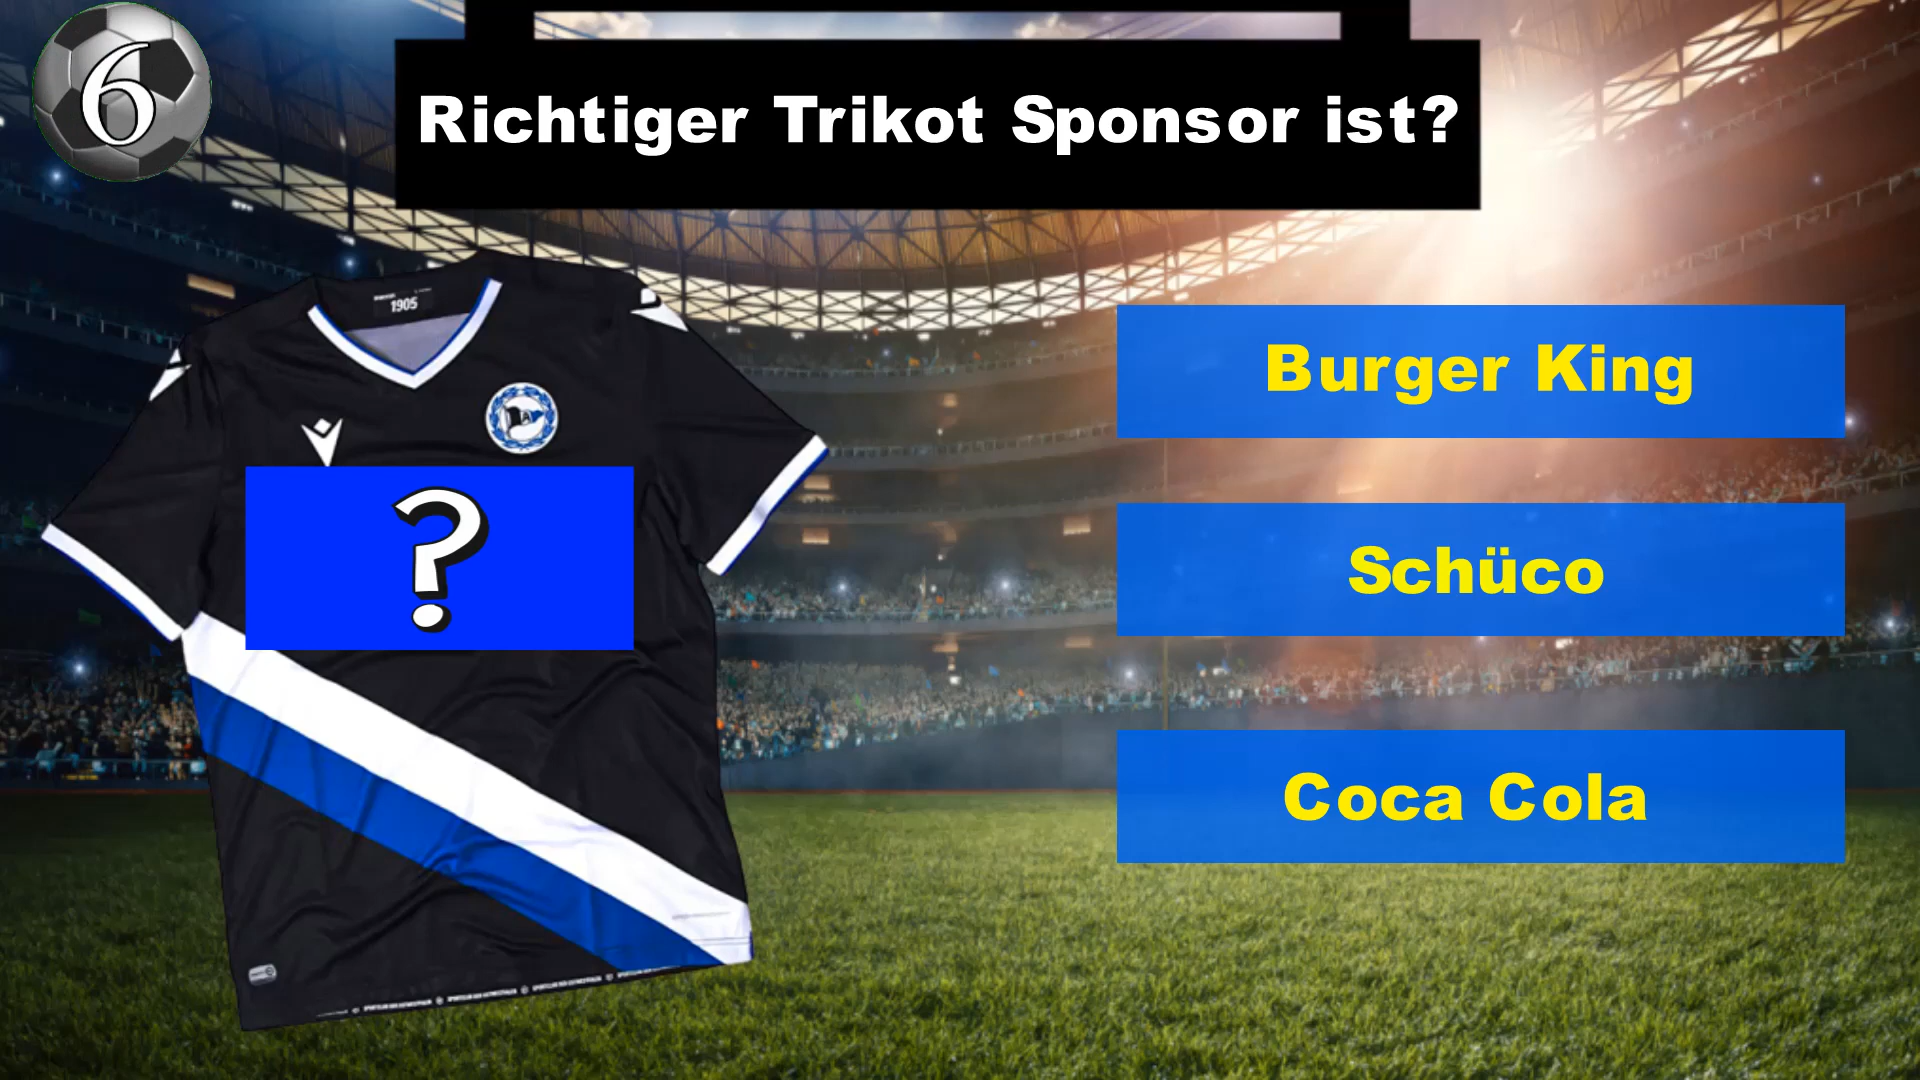 6
Richtiger Trikot Sponsor ist?
1905
A
?
Burger King
Schüco
Coca Cola